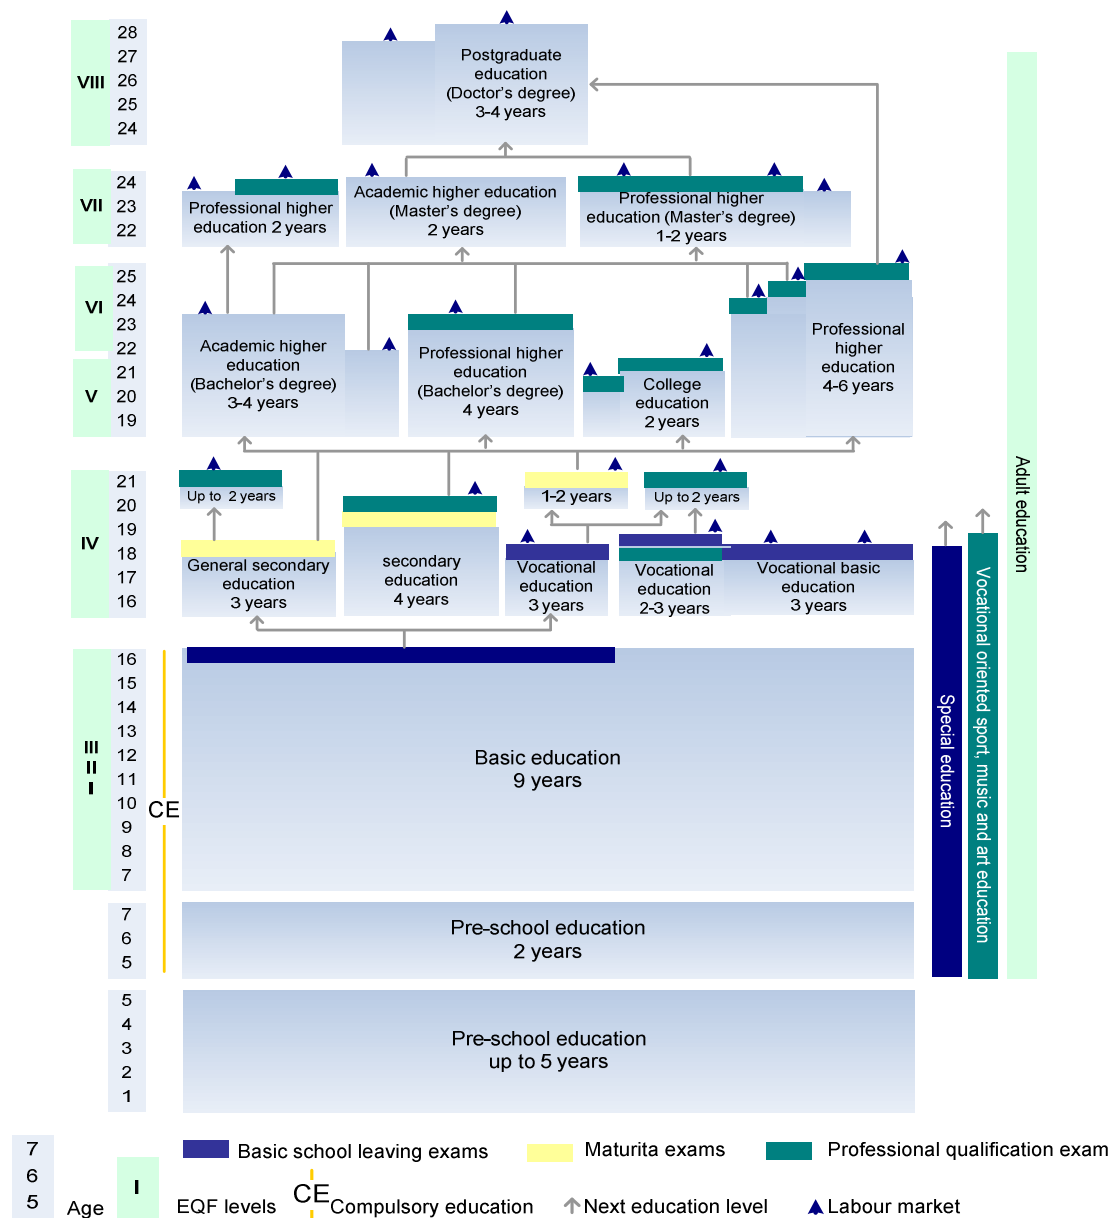 28
27
26
25
24
VIII
Postgraduate
education
(Doctor's degree)
3-4 years
24
23
22
VII
Professional higher
education 2 years
Academic higher education
(Master's degree)
2 years
Professional higher
education (Master's degree)
1-2 years
25
24
23
22
21
20
19
VI
V
Academic higher
education
(Bachelor's degree)
3-4 years
Professional higher
education
(Bachelor's degree)
4 years
College
education
2 years
Professional
higher
education
4-6 years
21
20
19
18
17
16
IV
Up to 2 years
1-2 years
Up to 2 years
General secondary
education
3 years
secondary
education
4 years
Vocational
education
3 years
Vocational
education
2-3 years
Vocational basic
education
3 years
16
15
14
13
12
11
10
9
8
7
III
II
I
CE
Basic education
9 years
7
6
5
Pre-school education
2 years
5
4
3
2
1
Pre-school education
up to 5 years
Special education
Vocational oriented sport, music and art education
Adult education
7
6
5
Age
I
EQF levels
Basic school leaving exams
Maturita exams
Professional qualification exam
CE
Compulsory education
Next education level
Labour market